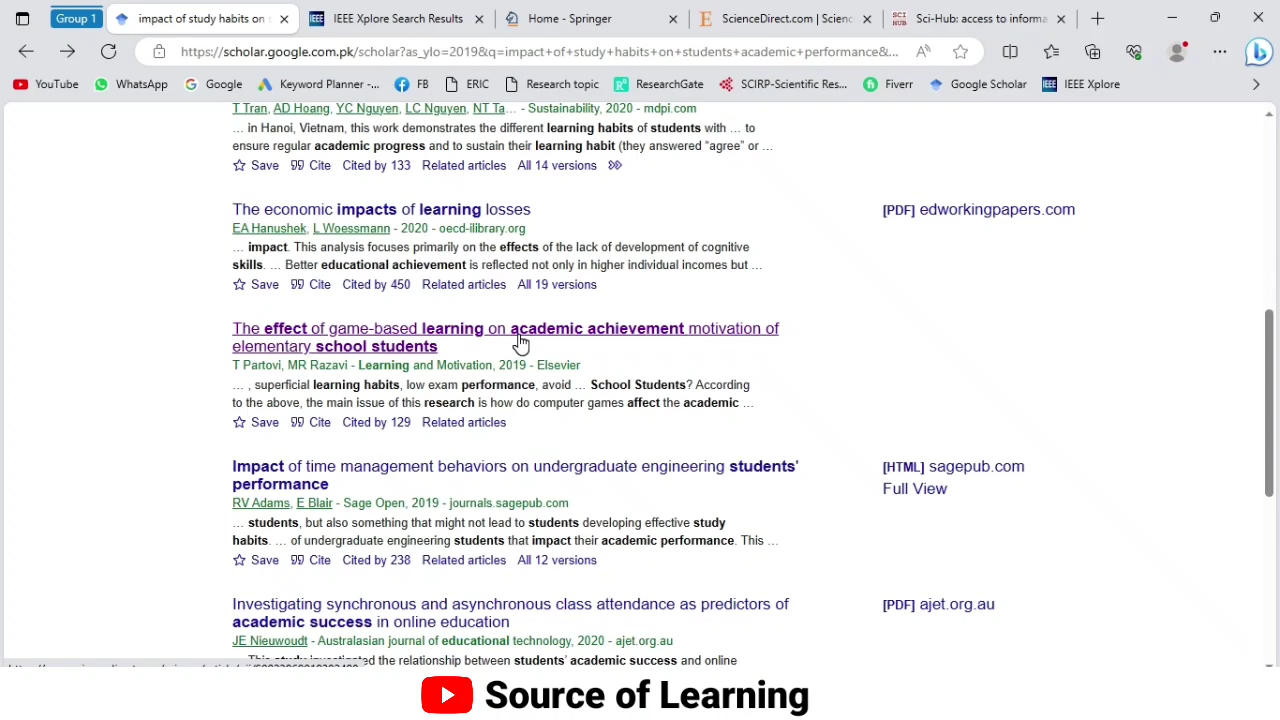 Group 1
impact of study habits on s
IEEE Xplore Search Results
Home - Springer
ScienceDirect.com | Scienc
Sci-Hub: access to informa
https://scholar.google.com.pk/scholar?as_ylo=2019&q=impact+of+study+habits+on+students+academic+performance&...
YouTube
WhatsApp
Google
Keyword Planner -...
FB
ERIC
Research topic
ResearchGate
SCIRP-Scientific Res...
Fiverr
Google Scholar
IEEE Xplore
T Tran, AD Hoang, YC Nguyen, LC Nguyen, NT Ta… - Sustainability, 2020 - mdpi.com
… in Hanoi, Vietnam, this work demonstrates the different learning habits of students with … to
ensure regular academic progress and to sustain their learning habit (they answered “agree” or …
Save Cite Cited by 133 Related articles All 14 versions
The economic impacts of learning losses
[PDF] edworkingpapers.com
EA Hanushek, L Woessmann - 2020 - oecd-ilibrary.org
… impact. This analysis focuses primarily on the effects of the lack of development of cognitive
skills. … Better educational achievement is reflected not only in higher individual incomes but …
Save Cite Cited by 450 Related articles All 19 versions
The effect of game-based learning on academic achievement motivation of
elementary school students
T Partovi, MR Razavi - Learning and Motivation, 2019 - Elsevier
… , superficial learning habits, low exam performance, avoid … School Students? According
to the above, the main issue of this research is how do computer games affect the academic …
Save Cite Cited by 129 Related articles
Impact of time management behaviors on undergraduate engineering students'
performance
[HTML] sagepub.com
Full View
RV Adams, E Blair - Sage Open, 2019 - journals.sagepub.com
… students, but also something that might not lead to students developing effective study
habits. … of undergraduate engineering students that impact their academic performance. This …
Save Cite Cited by 238 Related articles All 12 versions
Investigating synchronous and asynchronous class attendance as predictors of
academic success in online education
[PDF] ajet.org.au
JE Nieuwoudt - Australasian journal of educational technology, 2020 - ajet.org.au
… This study investigated the relationship between students' academic success and online
Source of Learning